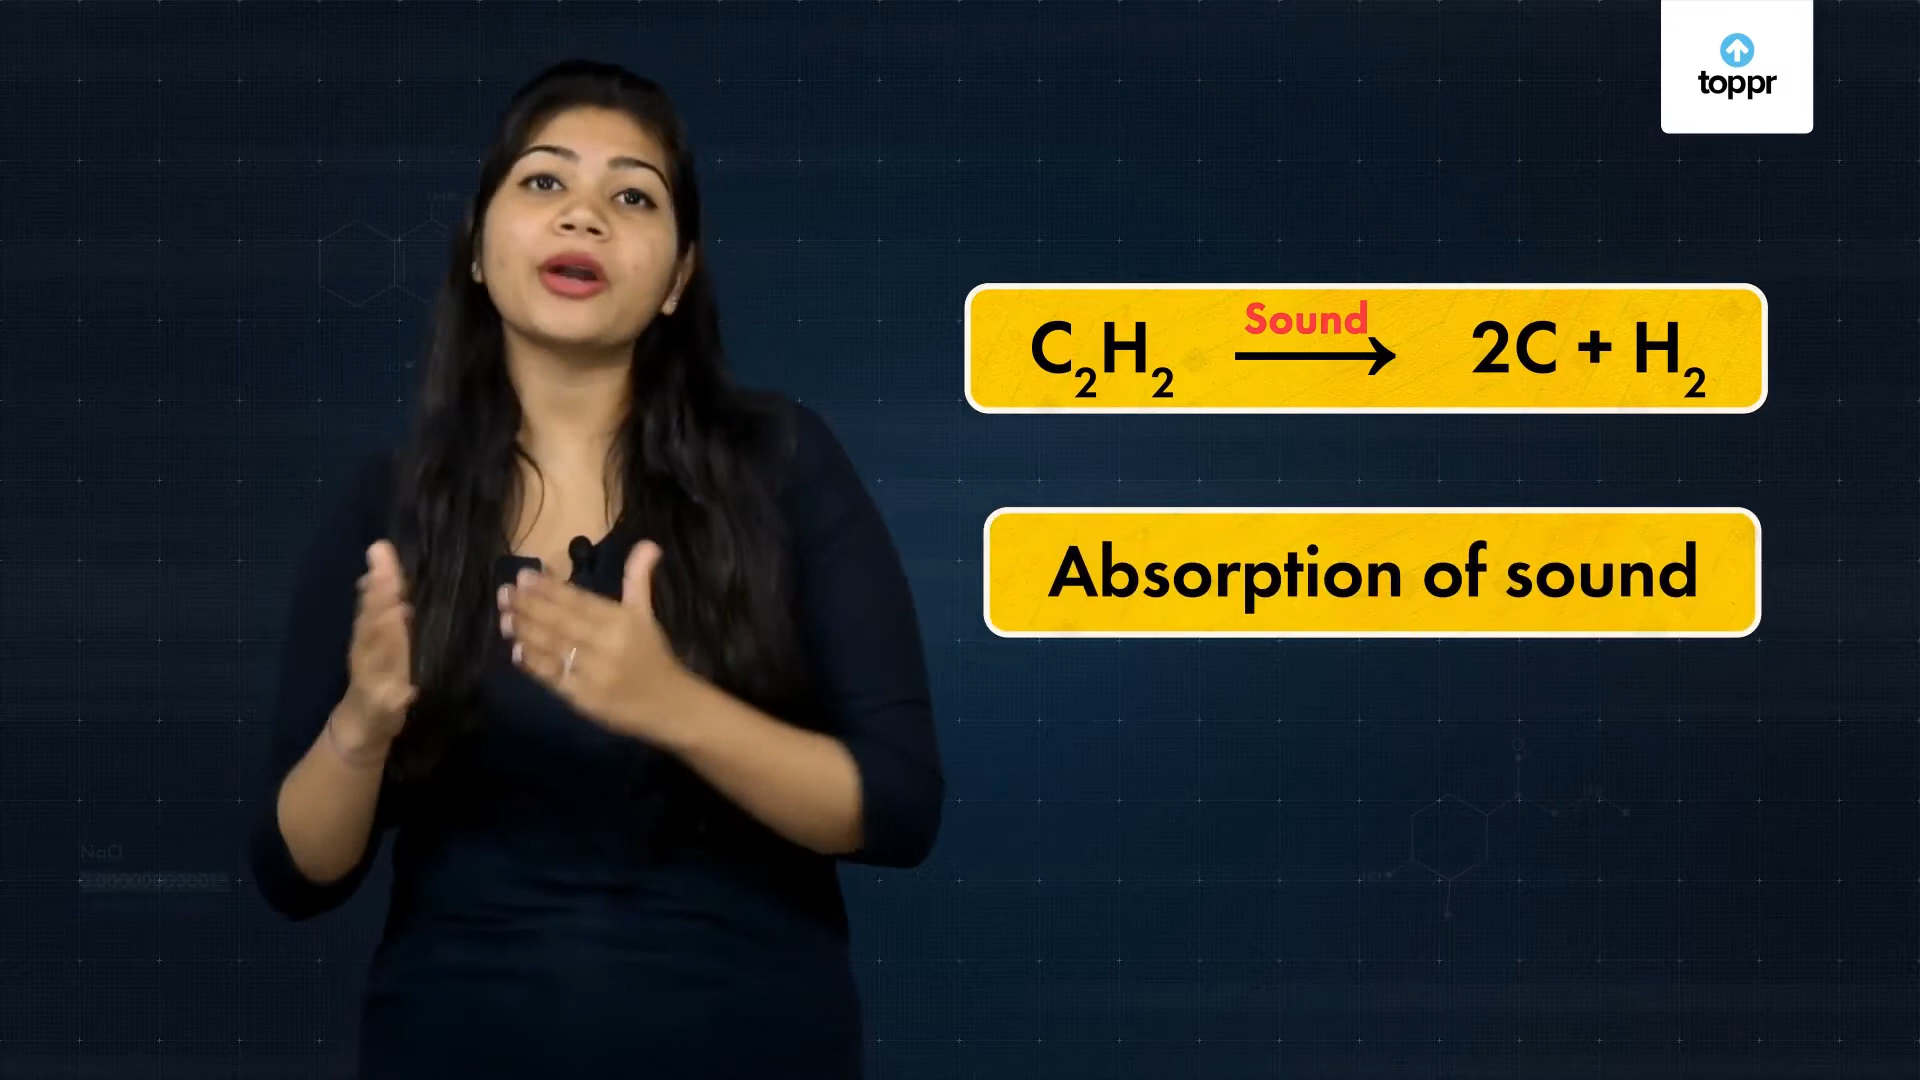 toppr
Sound
C₂H₂ → 2C + H₂
Absorption of sound
NaCl